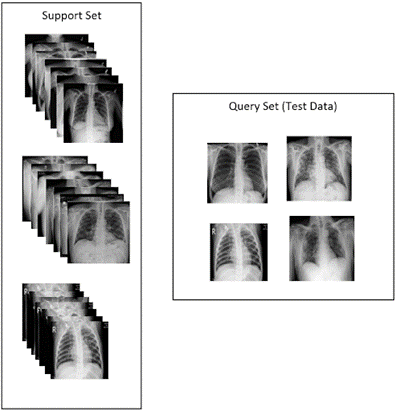 Support Set
Query Set (Test Data)
R
R